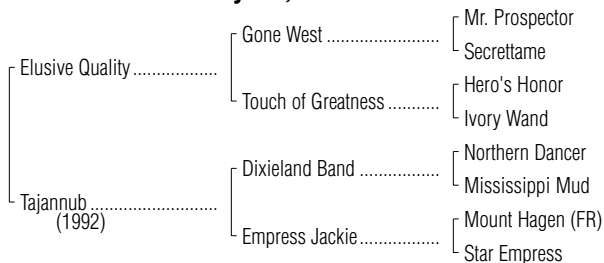 Mr. Prospector
Gone West ....................
Secrettame
Elusive Quality ...............
Hero's Honor
Touch of Greatness .........
Ivory Wand
Northern Dancer
Dixieland Band ..............
Mississippi Mud
Tajannub ......................
(1992)
Mount Hagen (FR)
Empress Jackie..............
Star Empress